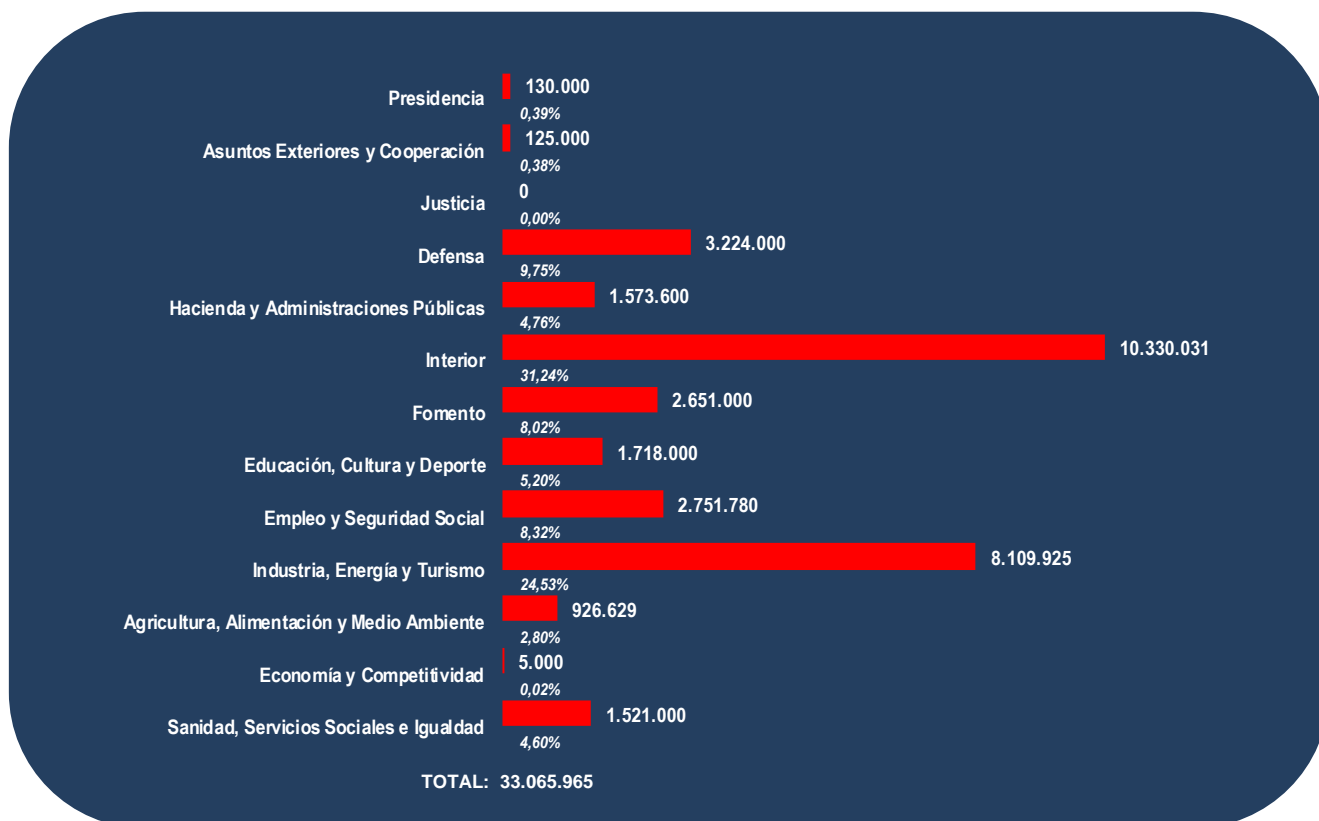 Presidencia
130.000
0,39%
Asuntos Exteriores y Cooperación
125.000
0,38%
Justicia
0
0,00%
Defensa
3.224.000
9,75%
Hacienda y Administraciones Públicas
1.573.600
4,76%
Interior
10.330.031
31,24%
Fomento
2.651.000
8,02%
Educación, Cultura y Deporte
1.718.000
5,20%
Empleo y Seguridad Social
2.751.780
8,32%
Industria, Energía y Turismo
8.109.925
24,53%
Agricultura, Alimentación y Medio Ambiente
926.629
2,80%
Economía y Competitividad
5.000
0,02%
Sanidad, Servicios Sociales e Igualdad
1.521.000
4,60%
TOTAL: 33.065.965